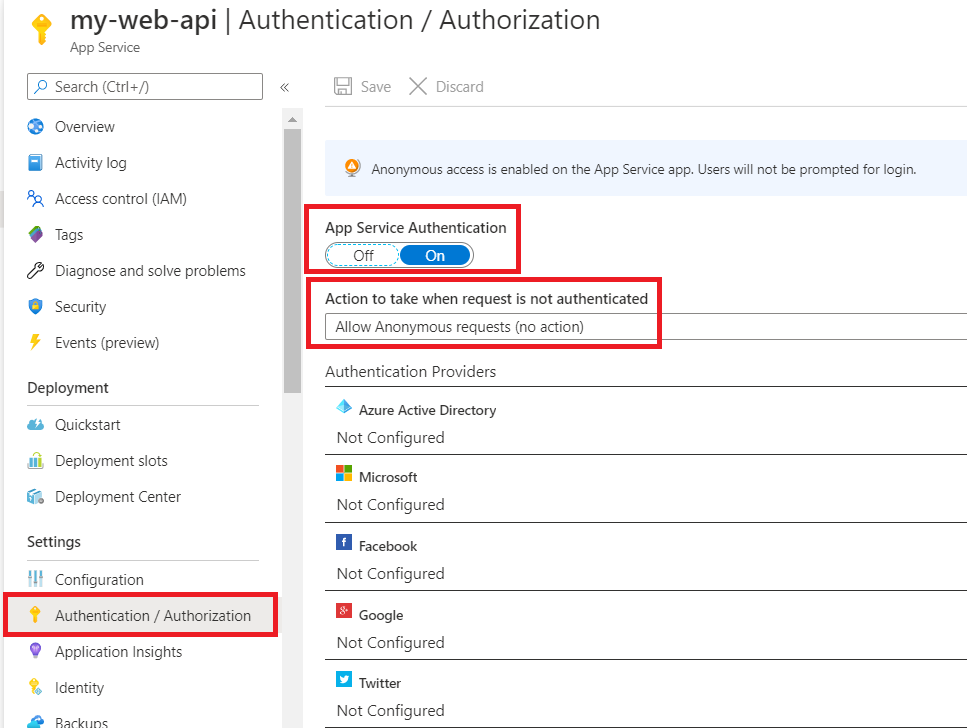 my-web-api | Authentication / Authorization
App Service
Search (Ctrl+/)
«
Overview
Activity log
Access control (IAM)
Tags
Diagnose and solve problems
Security
Events (preview)
Deployment
Quickstart
Deployment slots
Deployment Center
Settings
Configuration
Authentication / Authorization
Application Insights
Identity
Backups
Save
Discard
Anonymous access is enabled on the App Service app. Users will not be prompted for login.
App Service Authentication
Off On
Action to take when request is not authenticated
Allow Anonymous requests (no action)
Authentication Providers
Azure Active Directory
Not Configured
Microsoft
Not Configured
Facebook
Not Configured
Google
Not Configured
Twitter
Not Configured